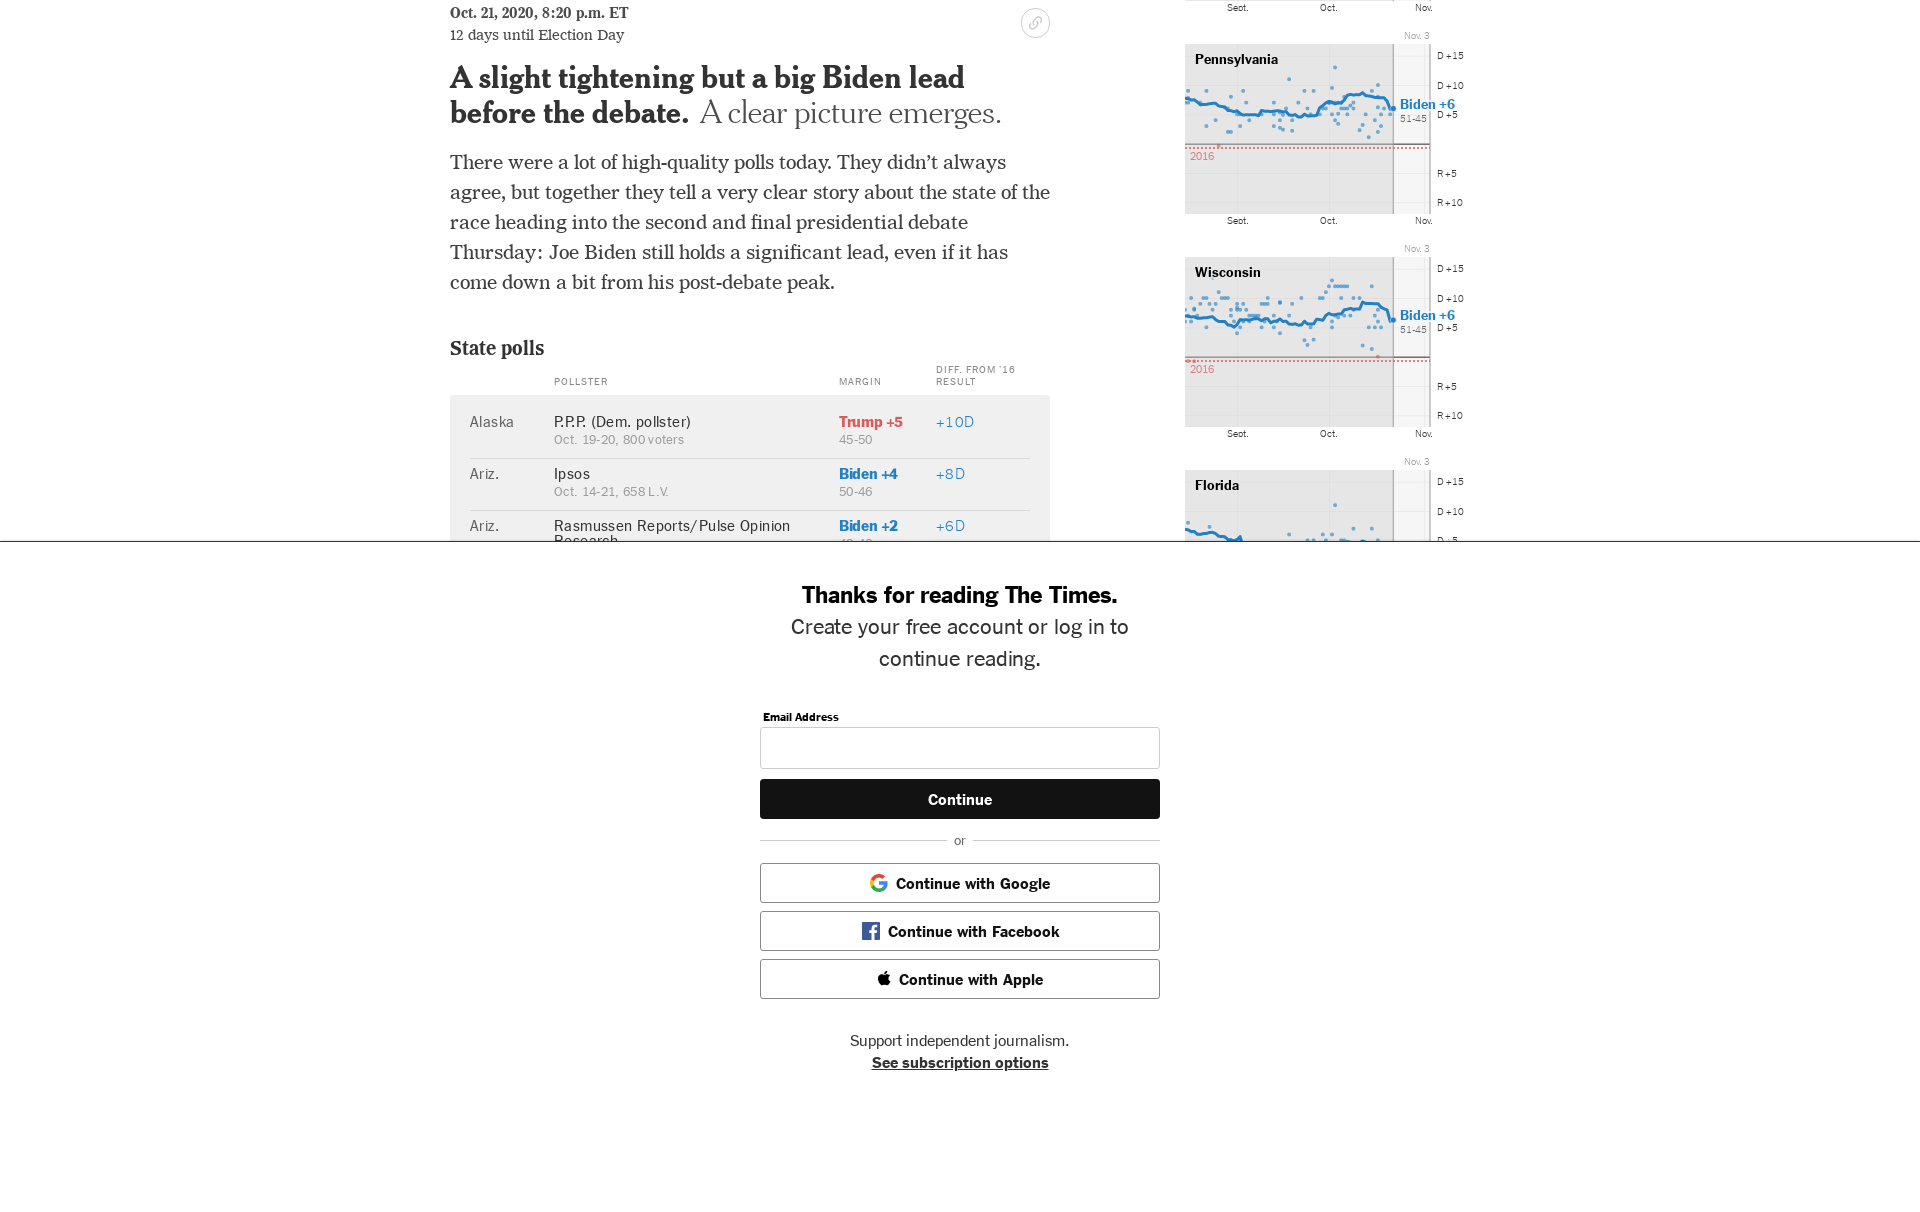 Oct. 21, 2020, 8:20 p.m. ET
12 days until Election Day
A slight tightening but a big Biden lead
before the debate. A clear picture emerges.
There were a lot of high-quality polls today. They didn’t always
agree, but together they tell a very clear story about the state of the
race heading into the second and final presidential debate
Thursday: Joe Biden still holds a significant lead, even if it has
come down a bit from his post-debate peak.
State polls
POLLSTER MARGIN DIFF. FROM ’16
RESULT
Alaska P.P.P. (Dem. pollster) Trump +5 +10D
Oct. 19-20, 800 voters 45-50
Ariz. Ipsos Biden +4 +8D
Oct. 14-21, 658 L.V. 50-46
Ariz. Rasmussen Reports/Pulse Opinion Biden +2 +6D
Research
Sept. Oct. Nov.
Nov. 3
Pennsylvania
D+15
D+10
Biden +6
51-45 D+5
2016
R+5
R+10
Sept. Oct. Nov.
Nov. 3
Wisconsin
D+15
D+10
Biden +6
51-45 D+5
2016
R+5
R+10
Sept. Oct. Nov.
Nov. 3
Florida
D+15
D+10
D+5
Thanks for reading The Times.
Create your free account or log in to
continue reading.
Email Address
Continue
or
Continue with Google
Continue with Facebook
Continue with Apple
Support independent journalism.
See subscription options